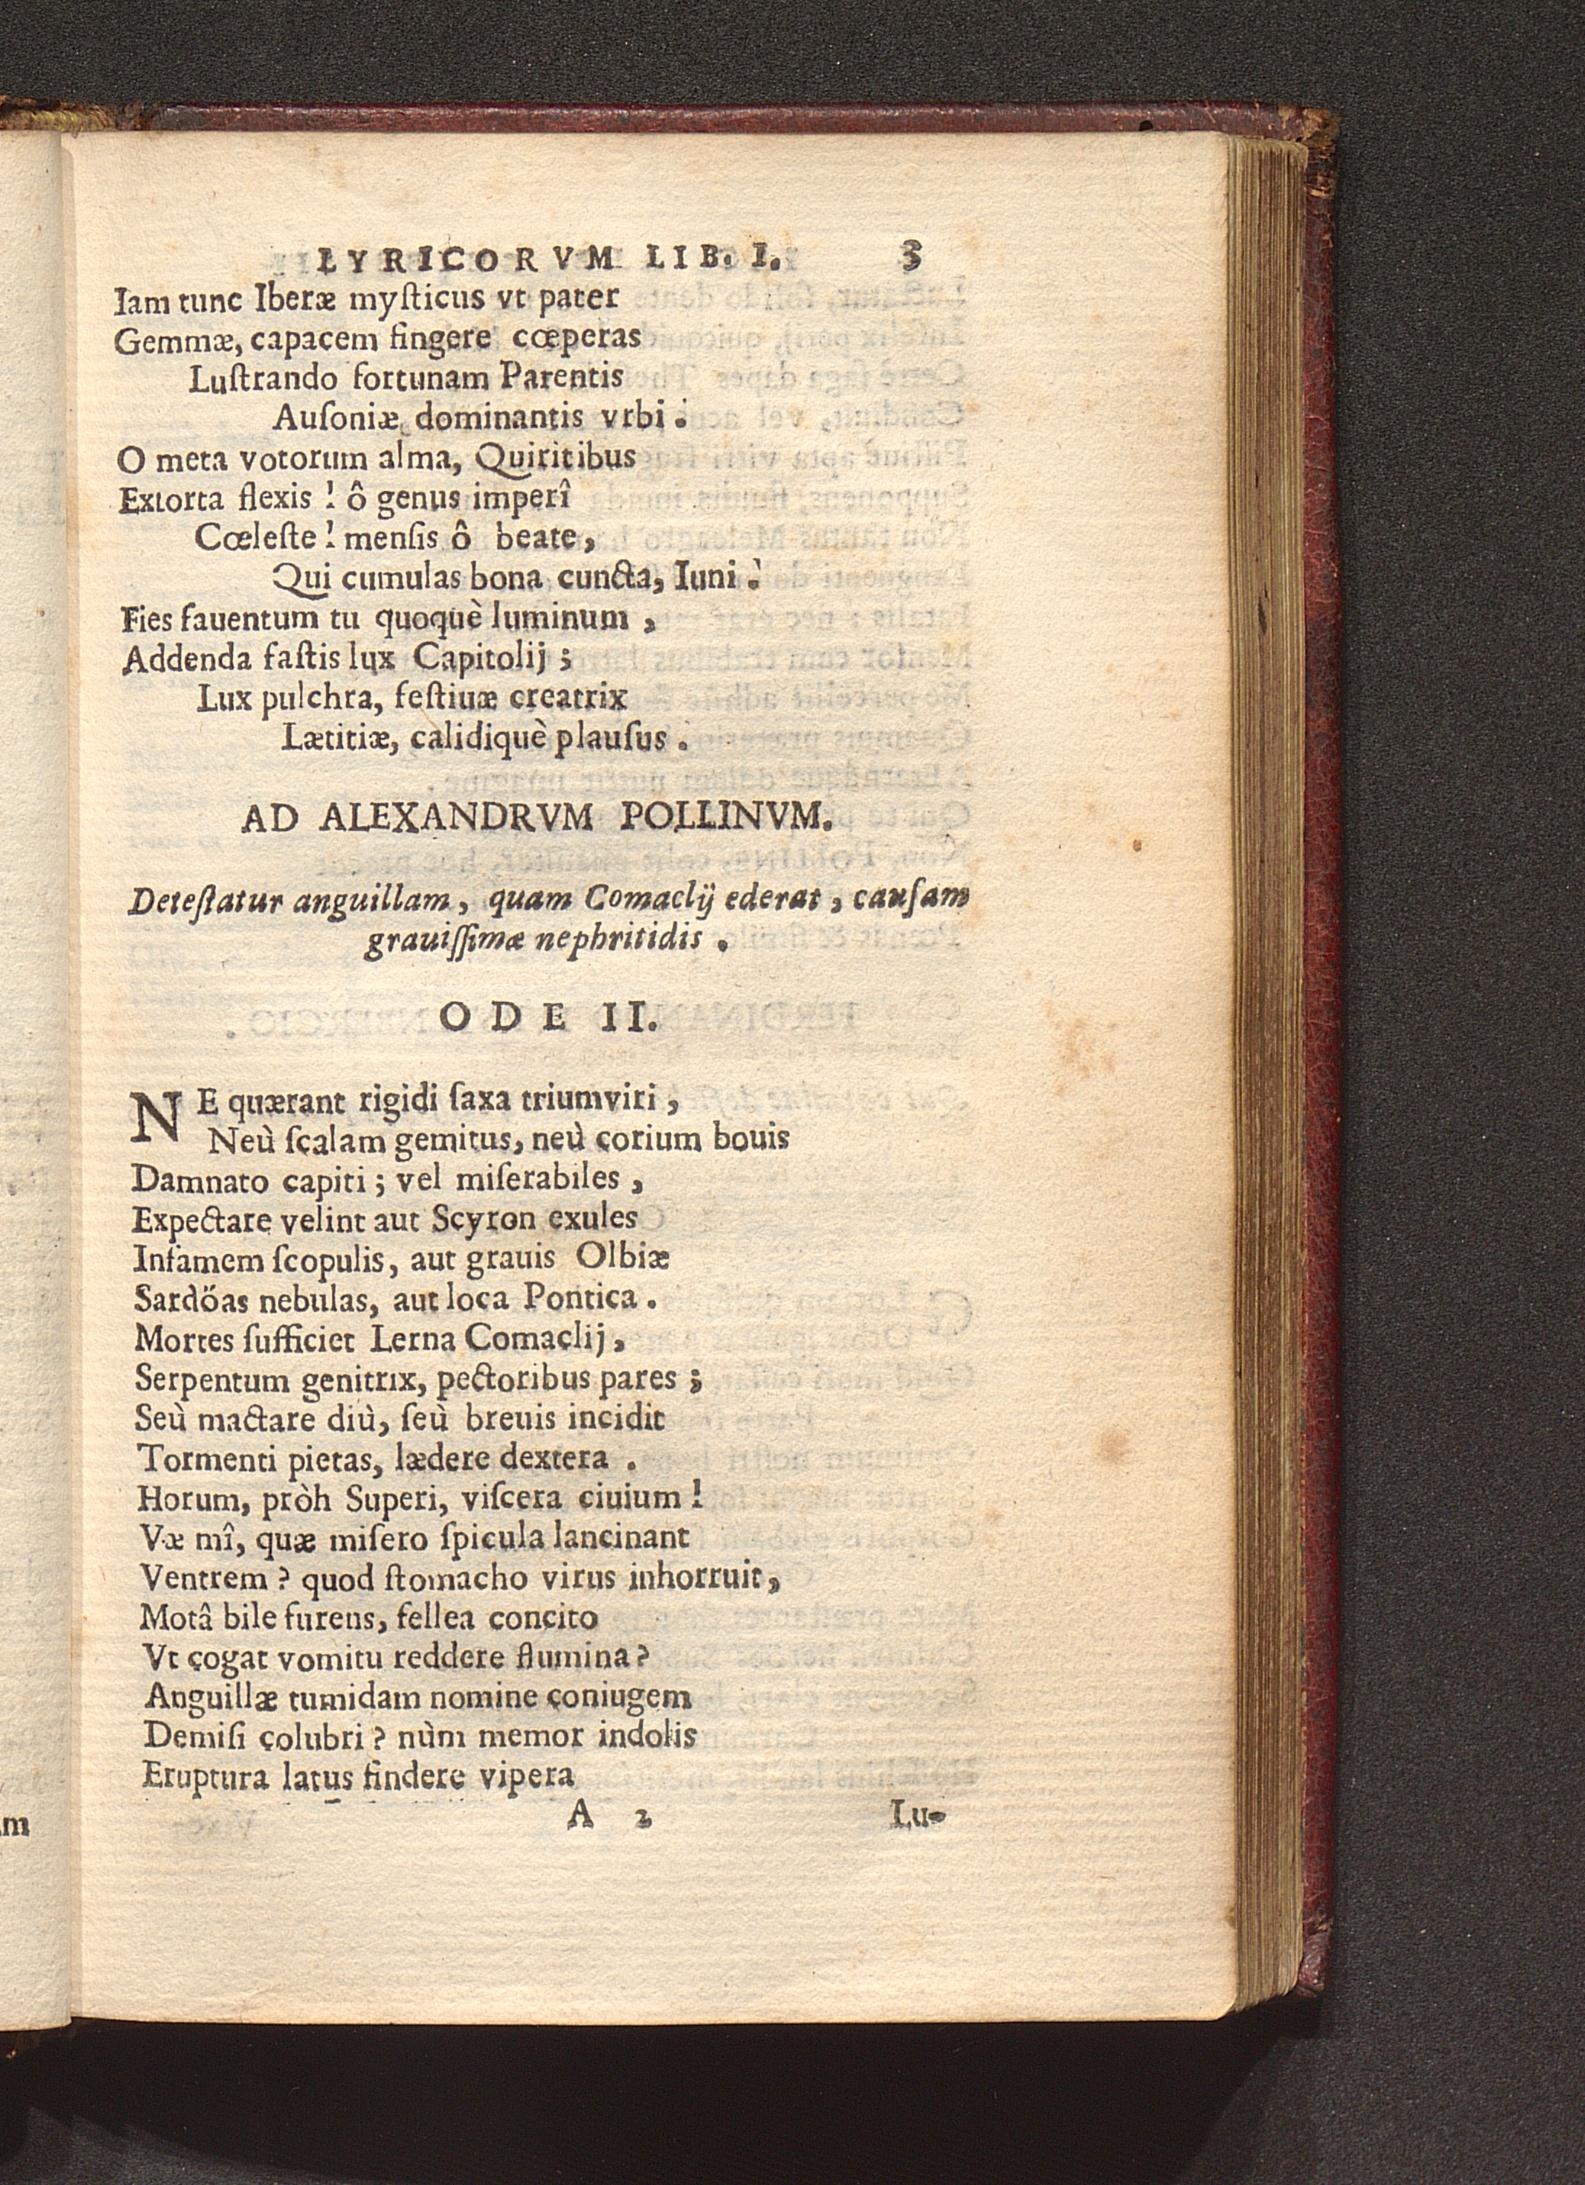 LYRICORVM LIB. I. 3
Iam tunc Iberæ myſticus vt pater
Gemmæ, capacem fingere cœperas
Luſtrando fortunam Parentis
Auſoniæ dominantis vrbi.
O meta votorum alma, Quiritibus
Extorta flexis! ô genus imperî
Cœleſte! menſis ô beate,
Qui cumulas bona cuncta, Iuni.
Fies fauentum tu quoquè luminum,
Addenda faſtis lux Capitolij;
Lux pulchra, feſtiuæ creatrix
Lætitiæ, calidiquè plauſus.
AD ALEXANDRVM POLLINVM.
Deteſtatur anguillam, quam Comaclij ederat, cauſam
grauiſſimæ nephritidis.
ODE II.
NE quærant rigidi ſaxa triumviri,
Neù ſcalam gemitus, neù corium bouis
Damnato capiti; vel miſerabiles,
Expectare velint aut Scyron exules
Infamem ſcopulis, aut grauis Olbiæ
Sardöas nebulas, aut loca Pontica.
Mortes ſufficiet Lerna Comaclij,
Serpentum genitrix, pectoribus pares;
Seù mactare diù, ſeù breuis incidit
Tormenti pietas, lædere dextera.
Horum, pròh Superi, viſcera ciuium!
Væ mî, quæ miſero ſpicula lancinant
Ventrem? quod ſtomacho virus inhorruit,
Motâ bile furens, fellea concito
Vt cogat vomitu reddere flumina?
Anguillæ tumidam nomine coniugem
Demiſi colubri? nùm memor indolis
Eruptura latus findere vipera
A 2 Lu-